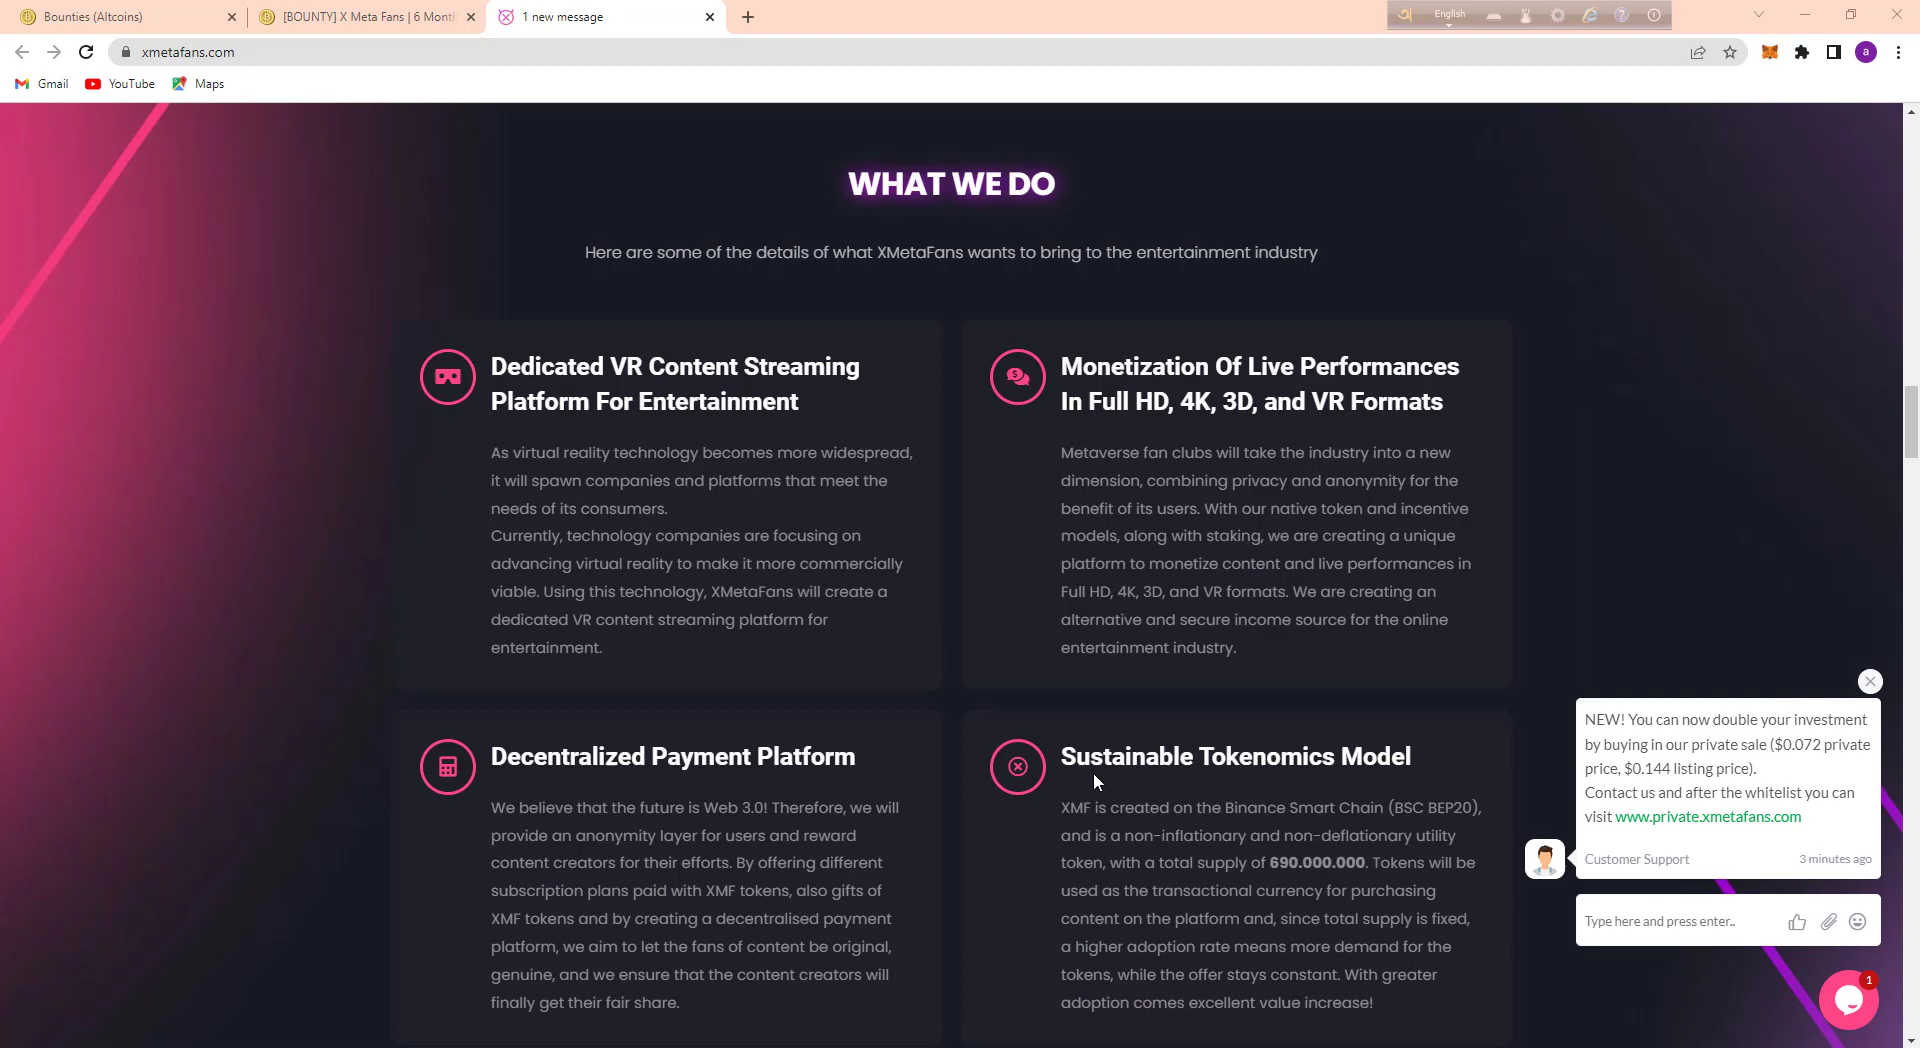 Bounties (Altcoins)
[BOUNTY] X Meta Fans | 6 Month
1 new message
English
xmetafans.com
a
Gmail
YouTube
Maps
WHAT WE DO
Here are some of the details of what XMetaFans wants to bring to the entertainment industry
Dedicated VR Content Streaming
Platform For Entertainment
As virtual reality technology becomes more widespread,
it will spawn companies and platforms that meet the
needs of its consumers.
Currently, technology companies are focusing on
advancing virtual reality to make it more commercially
viable. Using this technology, XMetaFans will create a
dedicated VR content streaming platform for
entertainment.
Monetization Of Live Performances
In Full HD, 4K, 3D, and VR Formats
Metaverse fan clubs will take the industry into a new
dimension, combining privacy and anonymity for the
benefit of its users. With our native token and incentive
models, along with staking, we are creating a unique
platform to monetize content and live performances in
Full HD, 4K, 3D, and VR formats. We are creating an
alternative and secure income source for the online
entertainment industry.
Decentralized Payment Platform
We believe that the future is Web 3.0! Therefore, we will
provide an anonymity layer for users and reward
content creators for their efforts. By offering different
subscription plans paid with XMF tokens, also gifts of
XMF tokens and by creating a decentralised payment
platform, we aim to let the fans of content be original,
genuine, and we ensure that the content creators will
finally get their fair share.
Sustainable Tokenomics Model
XMF is created on the Binance Smart Chain (BSC BEP20),
and is a non-inflationary and non-deflationary utility
token, with a total supply of 690.000.000. Tokens will be
used as the transactional currency for purchasing
content on the platform and, since total supply is fixed,
a higher adoption rate means more demand for the
tokens, while the offer stays constant. With greater
adoption comes excellent value increase!
NEW! You can now double your investment
by buying in our private sale ($0.072 private
price, $0.144 listing price).
Contact us and after the whitelist you can
visit www.private.xmetafans.com
Customer Support 3 minutes ago
Type here and press enter..
1